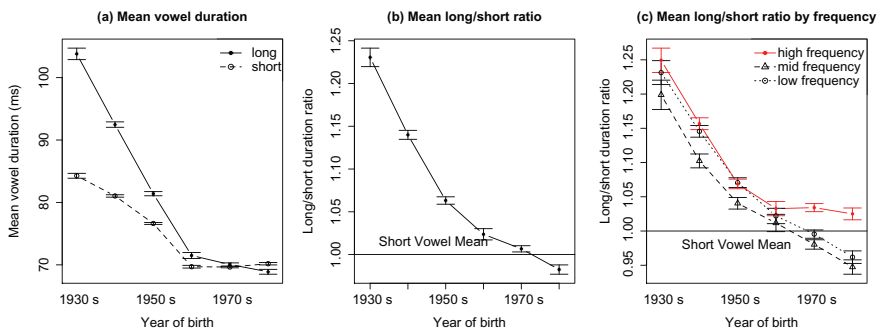 (a) Mean vowel duration
long
short
Mean vowel duration (ms)
100
90
80
70
1930 s
1950 s
1970 s
Year of birth
(b) Mean long/short ratio
Long/short duration ratio
1.25
1.20
1.15
1.10
1.05
1.00
Short Vowel Mean
1930 s
1950 s
1970 s
Year of birth
(c) Mean long/short ratio by frequency
high frequency
mid frequency
low frequency
Long/short duration ratio
1.25
1.20
1.15
1.10
1.05
1.00
0.95
Short Vowel Mean
1930 s
1950 s
1970 s
Year of birth